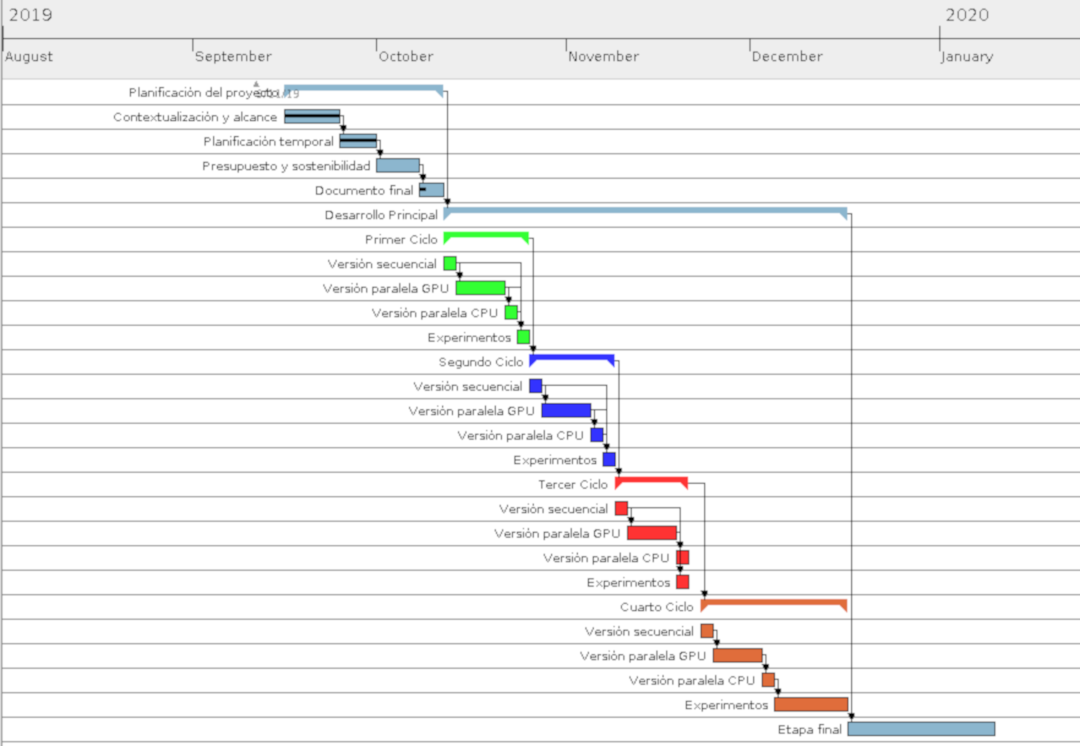 2019
2020
August
September
October
November
December
January
Planificación del proyecto
Contextualización y alcance
Planificación temporal
Presupuesto y sostenibilidad
Documento final
Desarrollo Principal
Primer Ciclo
Versión secuencial
Versión paralela GPU
Versión paralela CPU
Experimentos
Segundo Ciclo
Versión secuencial
Versión paralela GPU
Versión paralela CPU
Experimentos
Tercer Ciclo
Versión secuencial
Versión paralela GPU
Versión paralela CPU
Experimentos
Cuarto Ciclo
Versión secuencial
Versión paralela GPU
Versión paralela CPU
Experimentos
Etapa final